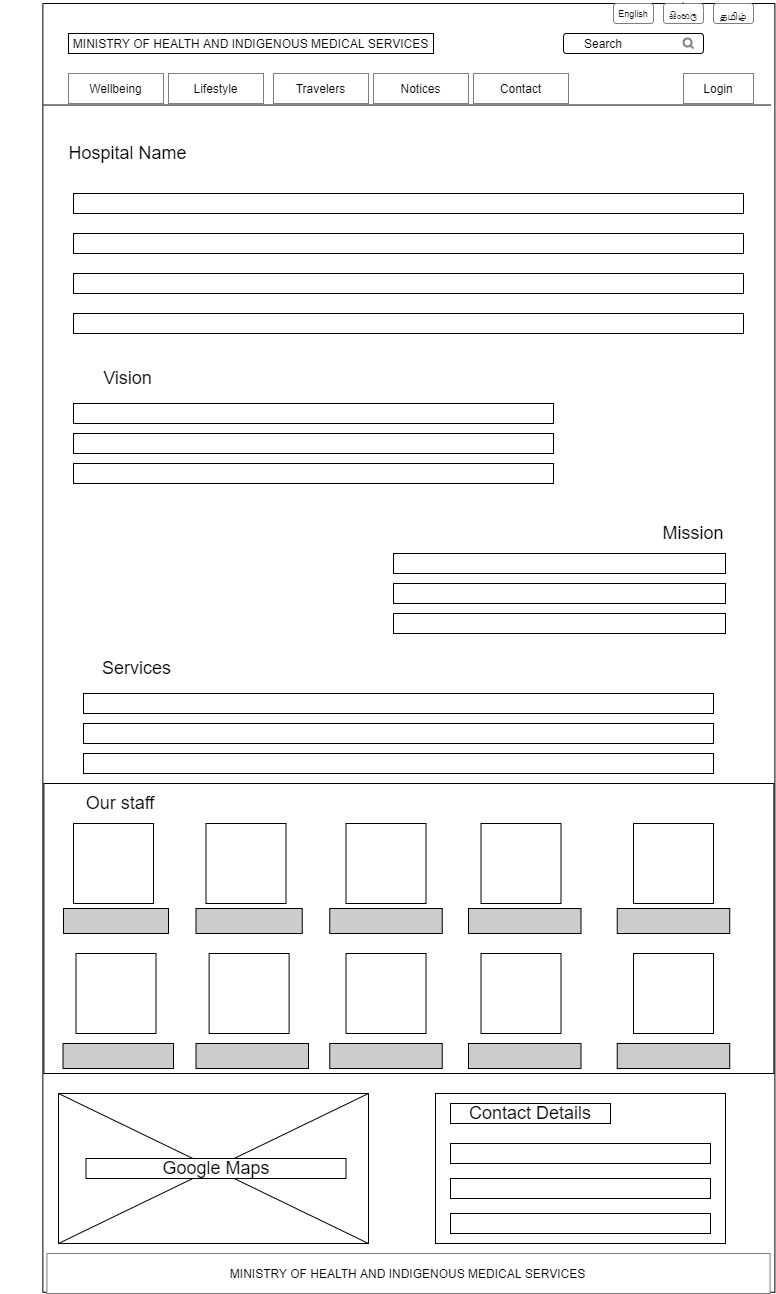 English
සිංහල
தமிழ்
MINISTRY OF HEALTH AND INDIGENOUS MEDICAL SERVICES
Search
Wellbeing
Lifestyle
Travelers
Notices
Contact
Login
Hospital Name
Vision
Mission
Services
Our staff
Google Maps
Contact Details
MINISTRY OF HEALTH AND INDIGENOUS MEDICAL SERVICES